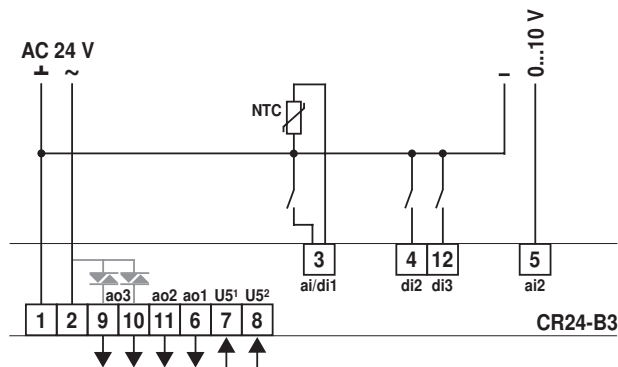 AC 24 V
⊥ ~
– 0...10 V
NTC
3 4 12 5
ai/di1 di2 di3 ai2
ao3 ao2 ao1 U5¹ U5²
1 2 9 10 11 6 7 8
CR24-B3